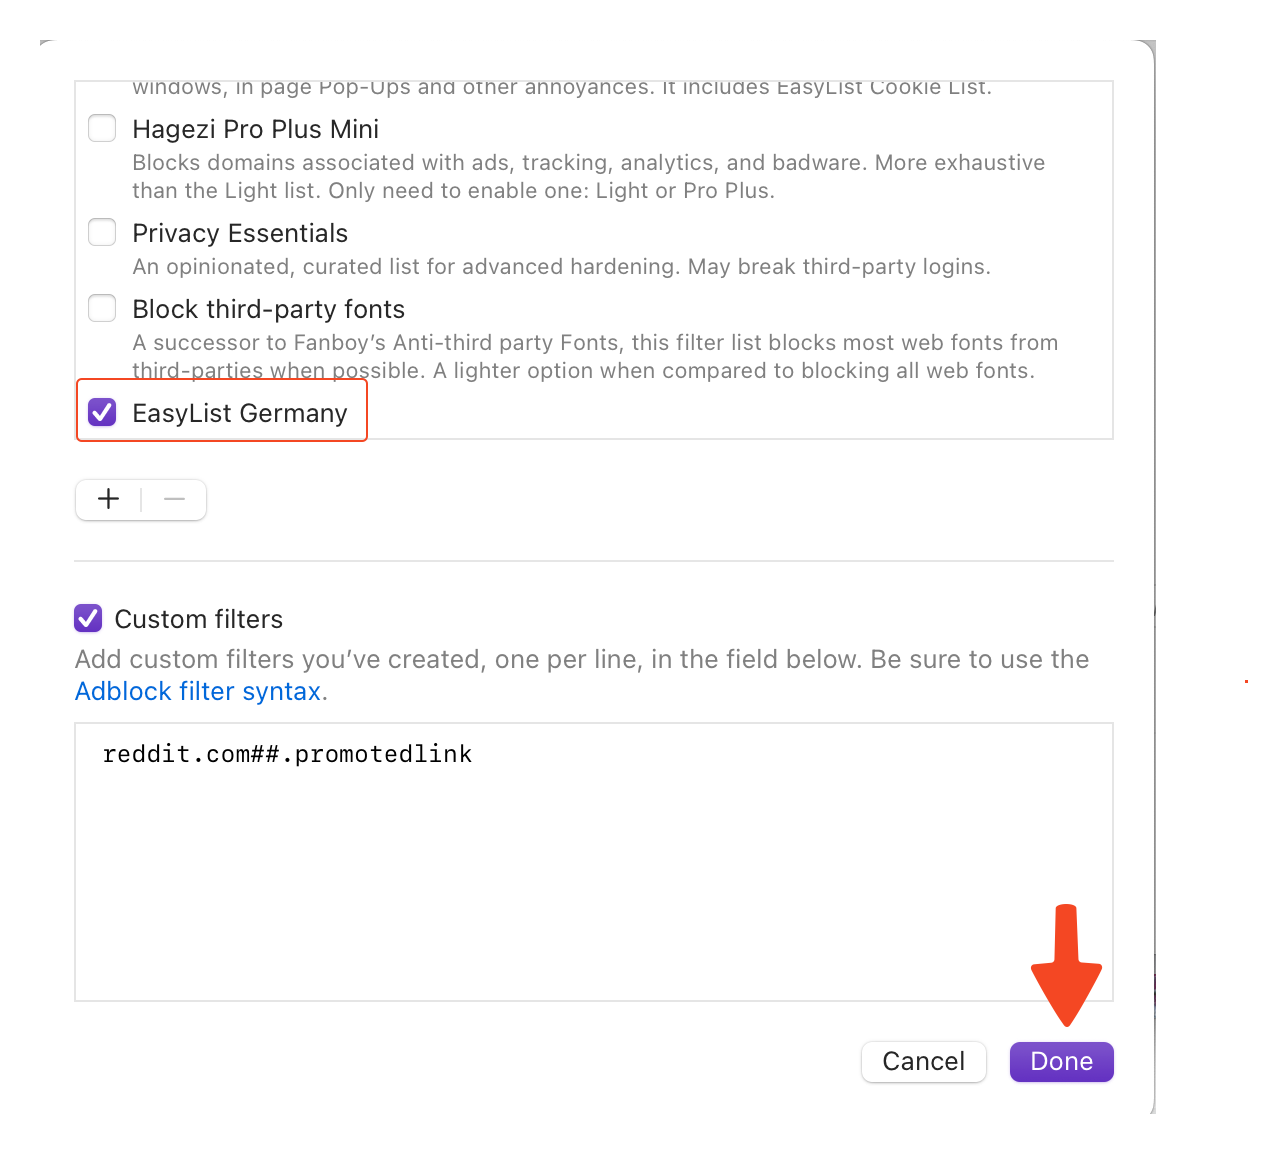 windows, in page Pop-Ups and other annoyances. It includes EasyList Cookie List.
Hagezi Pro Plus Mini
Blocks domains associated with ads, tracking, analytics, and badware. More exhaustive
than the Light list. Only need to enable one: Light or Pro Plus.
Privacy Essentials
An opinionated, curated list for advanced hardening. May break third-party logins.
Block third-party fonts
A successor to Fanboy’s Anti-third party Fonts, this filter list blocks most web fonts from
third-parties when possible. A lighter option when compared to blocking all web fonts.
EasyList Germany
Custom filters
Add custom filters you’ve created, one per line, in the field below. Be sure to use the
Adblock filter syntax.
reddit.com##.promotedlink
Cancel
Done